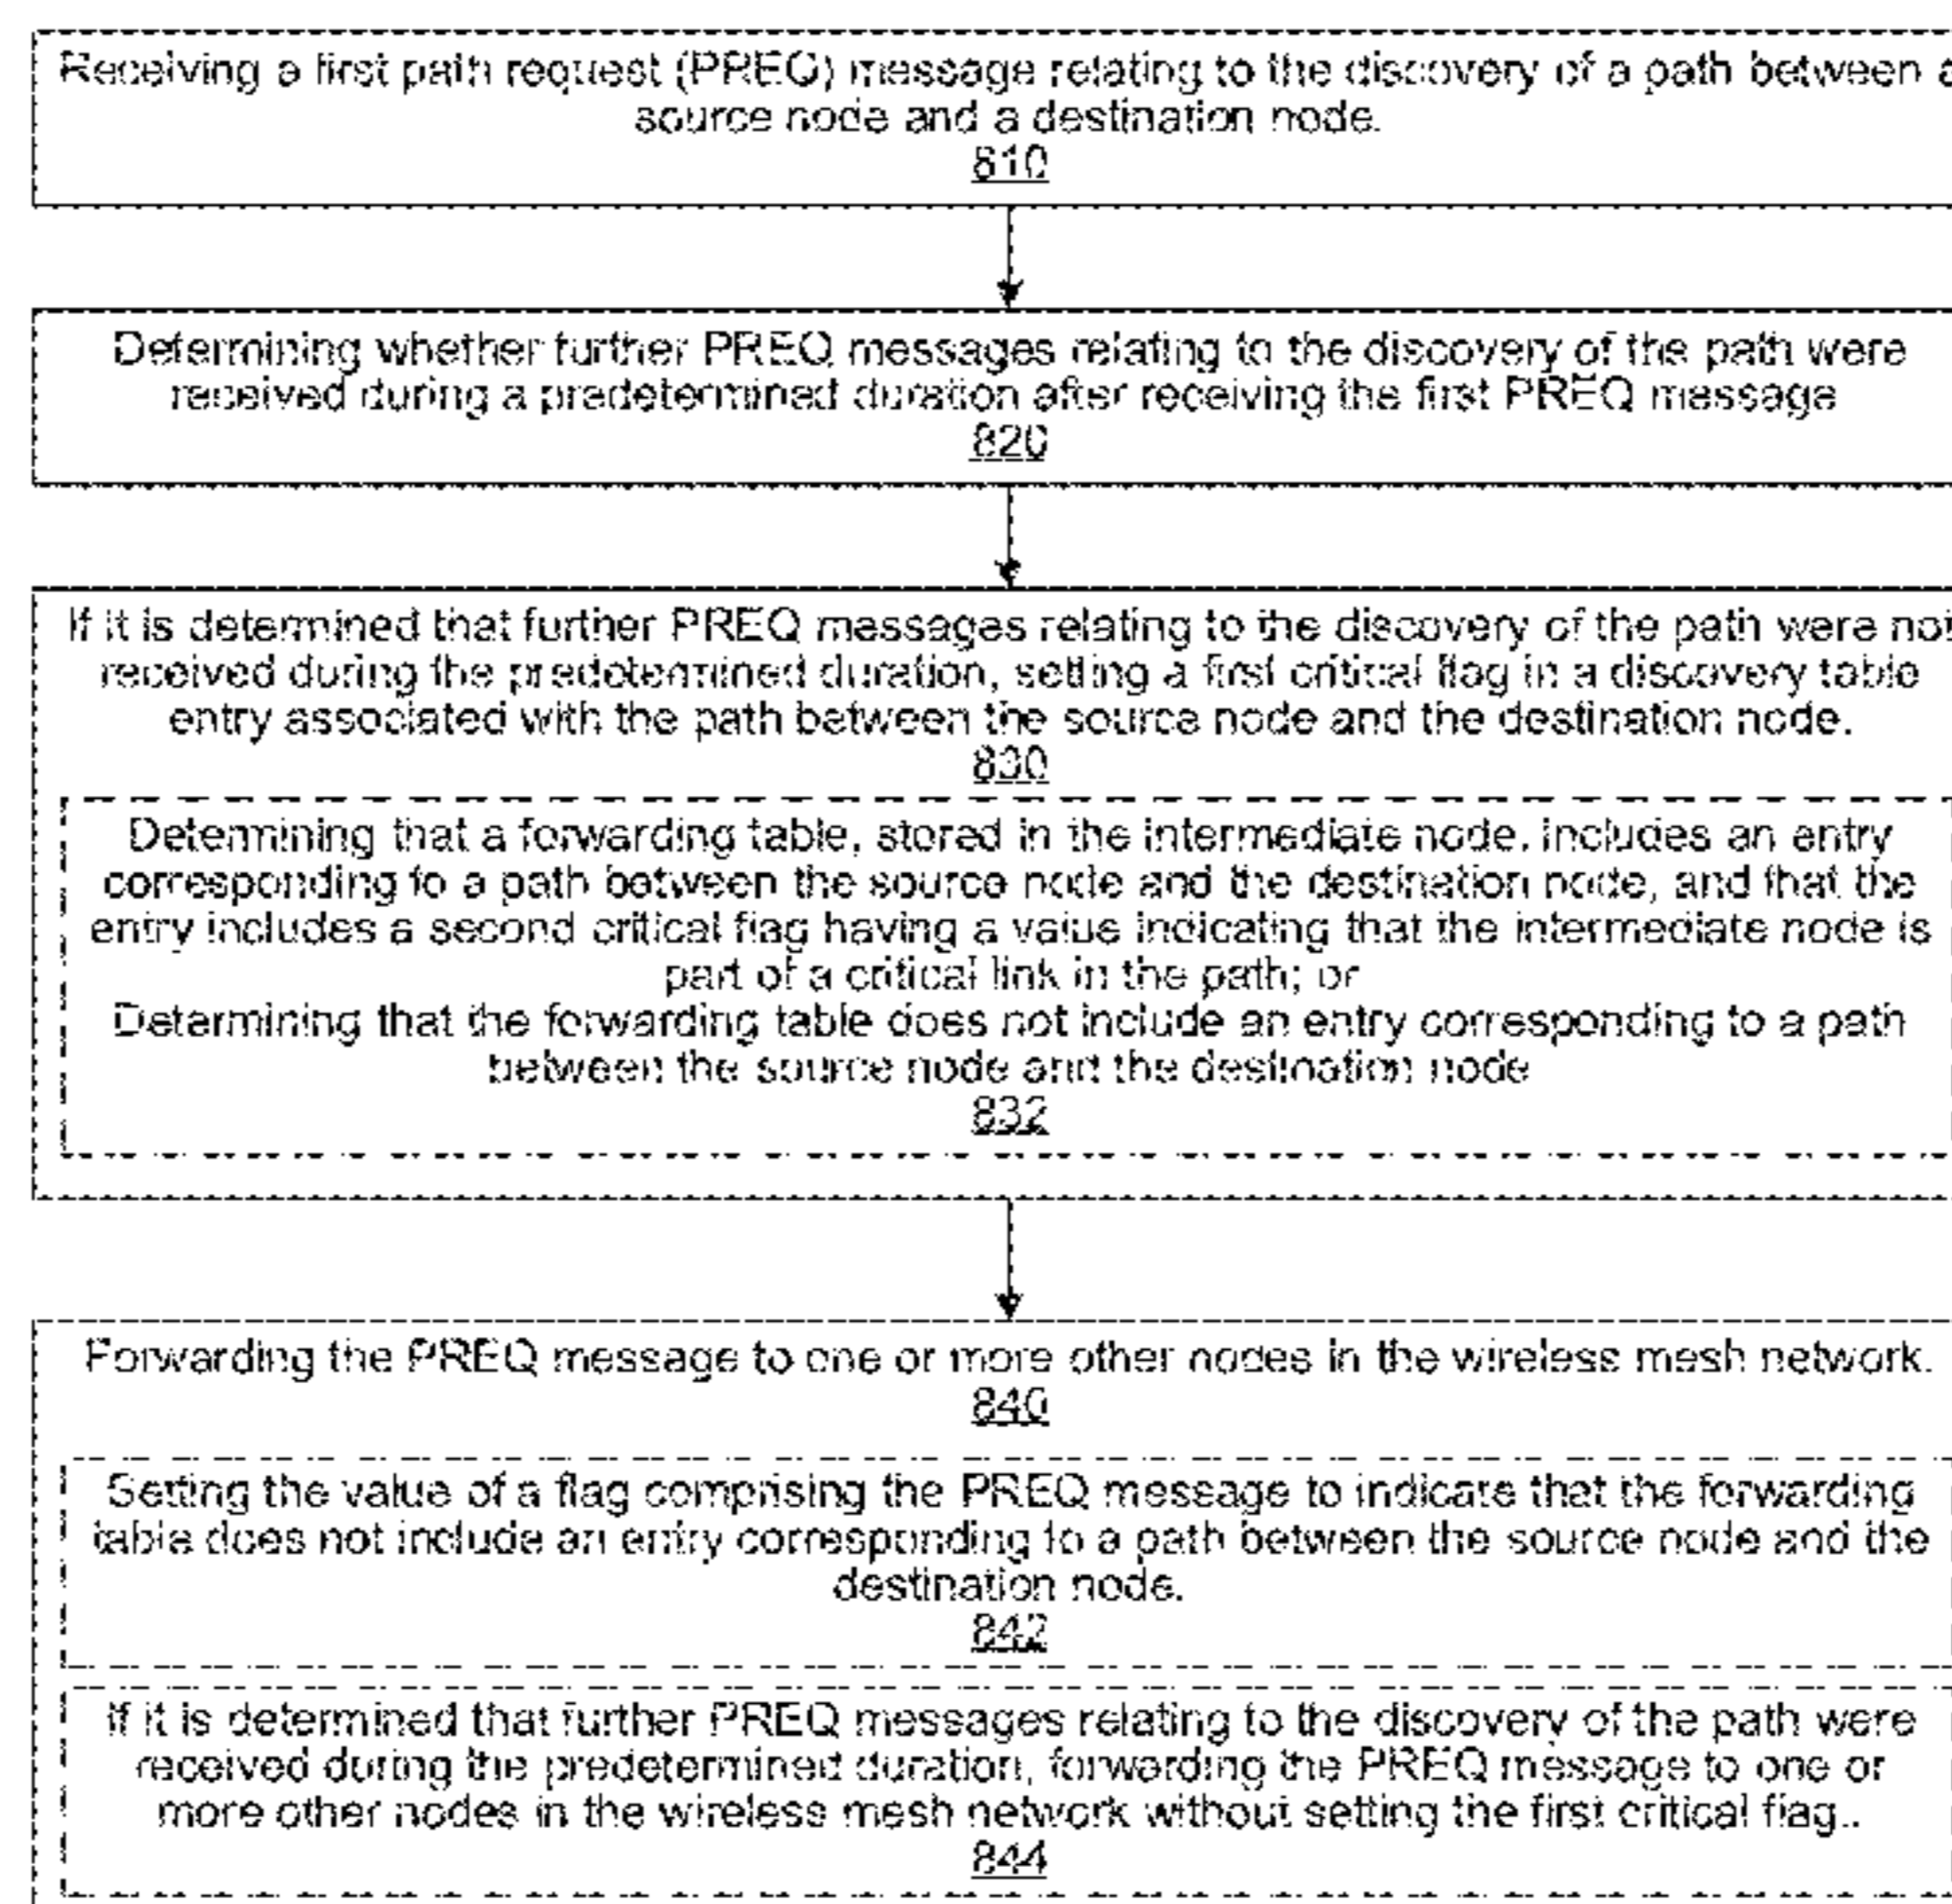 Receiving a first path request (PREQ) message relating to the discovery of a path between a
source node and a destination node.
810
Determining whether further PREQ messages relating to the discovery of the path were
received during a predetermined duration after receiving the first PREQ message
820
If it is determined that further PREQ messages relating to the discovery of the path were not
received during the predetermined duration, setting a first critical flag in a discovery table
entry associated with the path between the source node and the destination node.
830
Determining that a forwarding table, stored in the intermediate node, includes an entry
corresponding to a path between the source node and the destination node, and that the
entry includes a second critical flag having a value indicating that the intermediate node is
part of a critical link in the path; or
Determining that the forwarding table does not include an entry corresponding to a path
between the source node and the destination node
832
Forwarding the PREQ message to one or more other nodes in the wireless mesh network.
840
Setting the value of a flag comprising the PREQ message to indicate that the forwarding
table does not include an entry corresponding to a path between the source node and the
destination node.
842
If it is determined that further PREQ messages relating to the discovery of the path were
received during the predetermined duration, forwarding the PREQ message to one or
more other nodes in the wireless mesh network without setting the first critical flag..
844